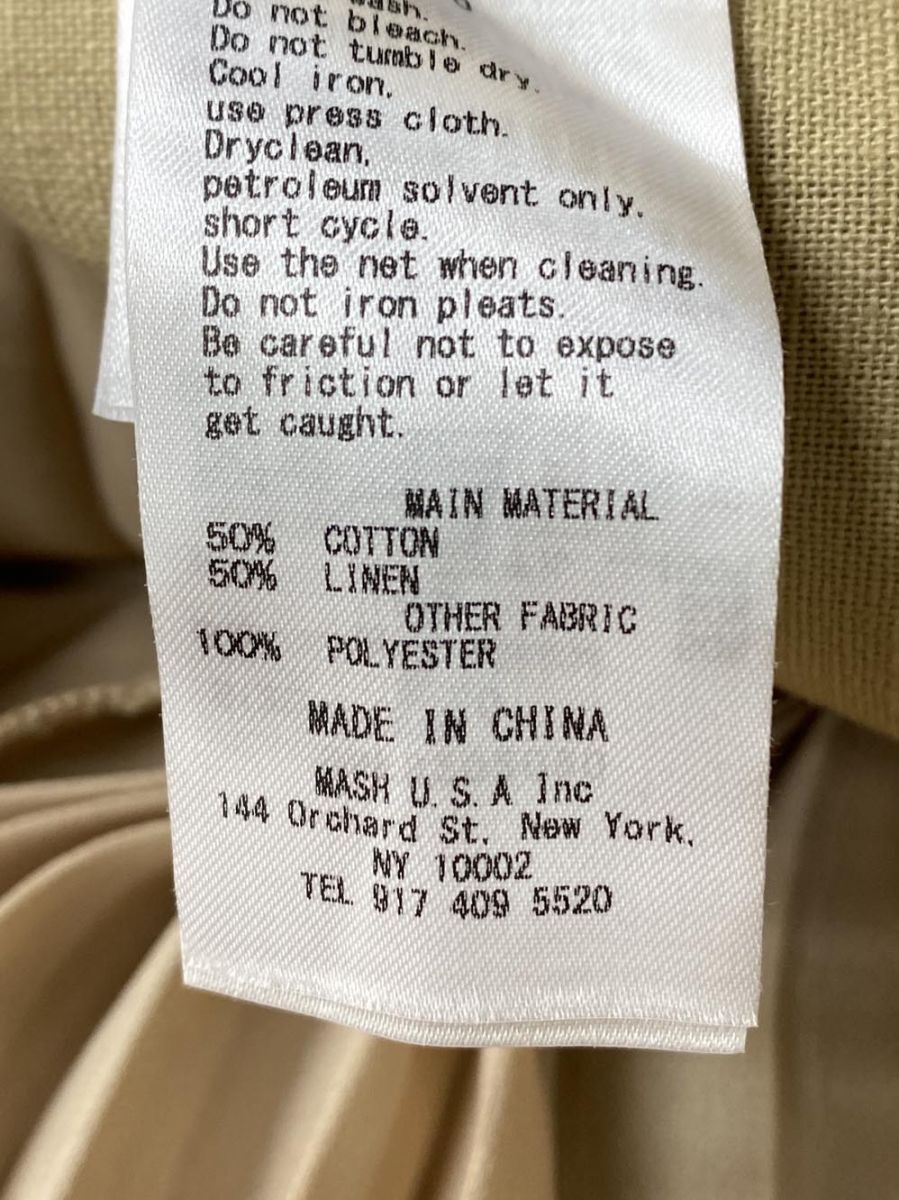 Do not bleach.
Do not tumble dry.
Cool iron.
use press cloth.
Dryclean.
petroleum solvent only.
short cycle.
Use the net when cleaning.
Do not iron pleats.
Be careful not to expose
to friction or let it
get caught.
MAIN MATERIAL
50% COTTON
50% LINEN
OTHER FABRIC
100% POLYESTER
MADE IN CHINA
MASH U.S.A Inc
144 Orchard St. New York,
NY 10002
TEL 917 409 5520